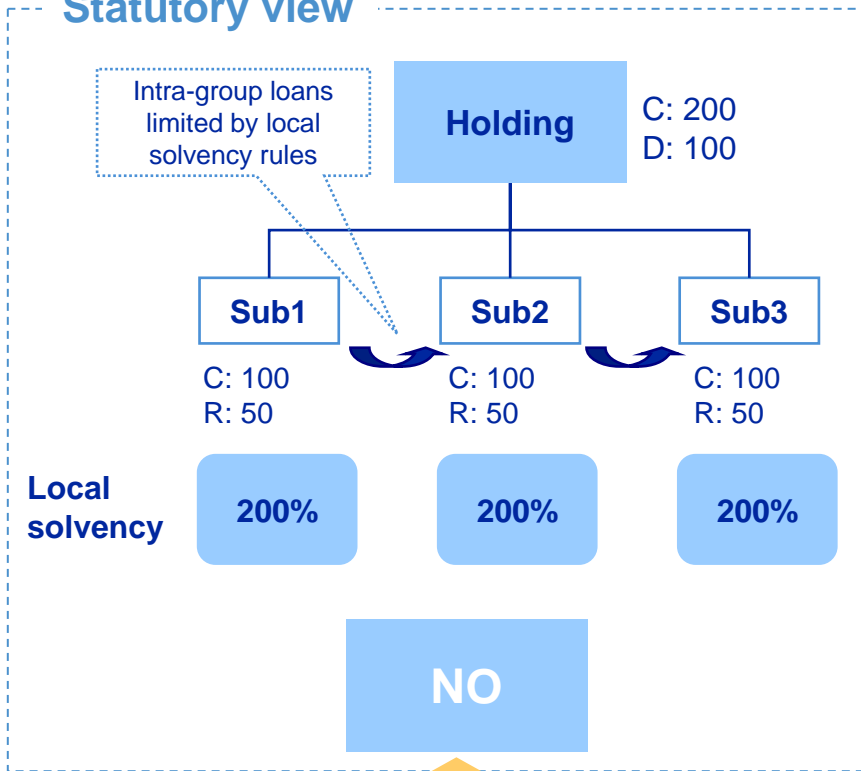 Statutory view
Intra-group loans
limited by local
solvency rules
Holding
C: 200
D: 100
Sub1
Sub2
Sub3
C: 100
R: 50
C: 100
R: 50
C: 100
R: 50
Local
solvency
200%
200%
200%
NO